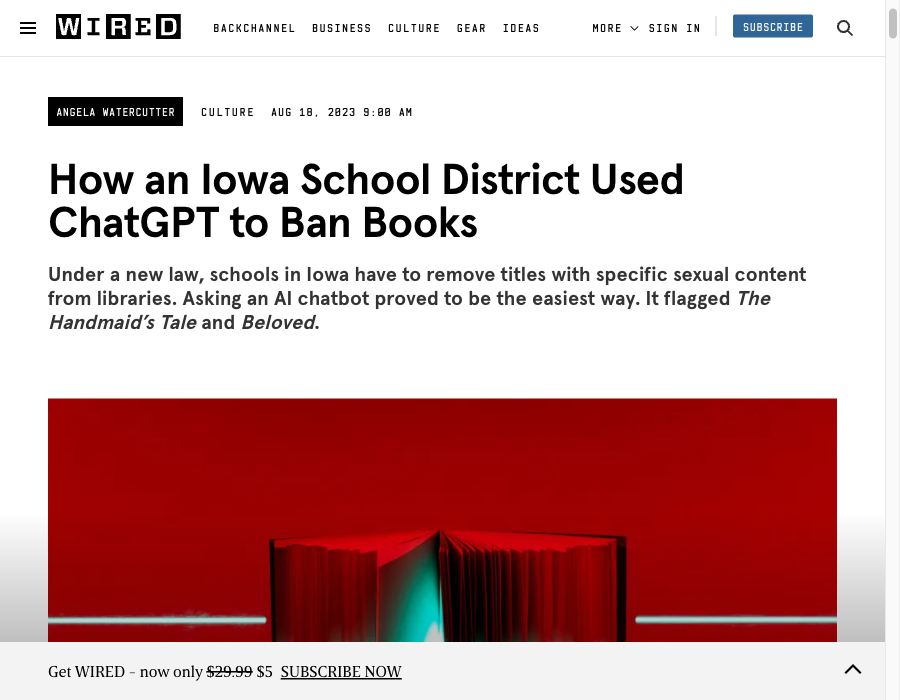 WIRED
BACKCHANNEL BUSINESS CULTURE GEAR IDEAS MORE SIGN IN SUBSCRIBE
ANGELA WATERCUTTER CULTURE AUG 18, 2023 9:00 AM
How an Iowa School District Used
ChatGPT to Ban Books
Under a new law, schools in Iowa have to remove titles with specific sexual content
from libraries. Asking an AI chatbot proved to be the easiest way. It flagged The
Handmaid’s Tale and Beloved.
Get WIRED - now only $29.99 $5 SUBSCRIBE NOW